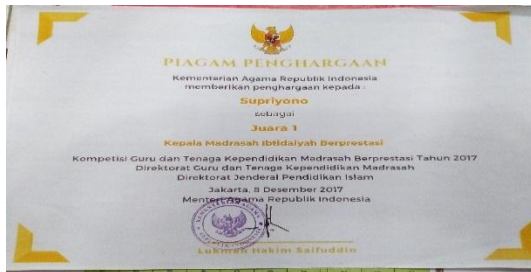 PIAGAM PENGHARGAAN
Kementerian Agama Republik Indonesia
memberikan penghargaan kepada :
Supriyono
sebagai
Juara 1
Kepala Madrasah Ibtidaiyah Berprestasi
Kompetisi Guru dan Tenaga Kependidikan Madrasah Berprestasi Tahun 2017
Direktorat Guru dan Tenaga Kependidikan Madrasah
Direktorat Jenderal Pendidikan Islam
Jakarta, 8 Desember 2017
Menteri Agama Republik Indonesia
Lukman Hakim Saifuddin